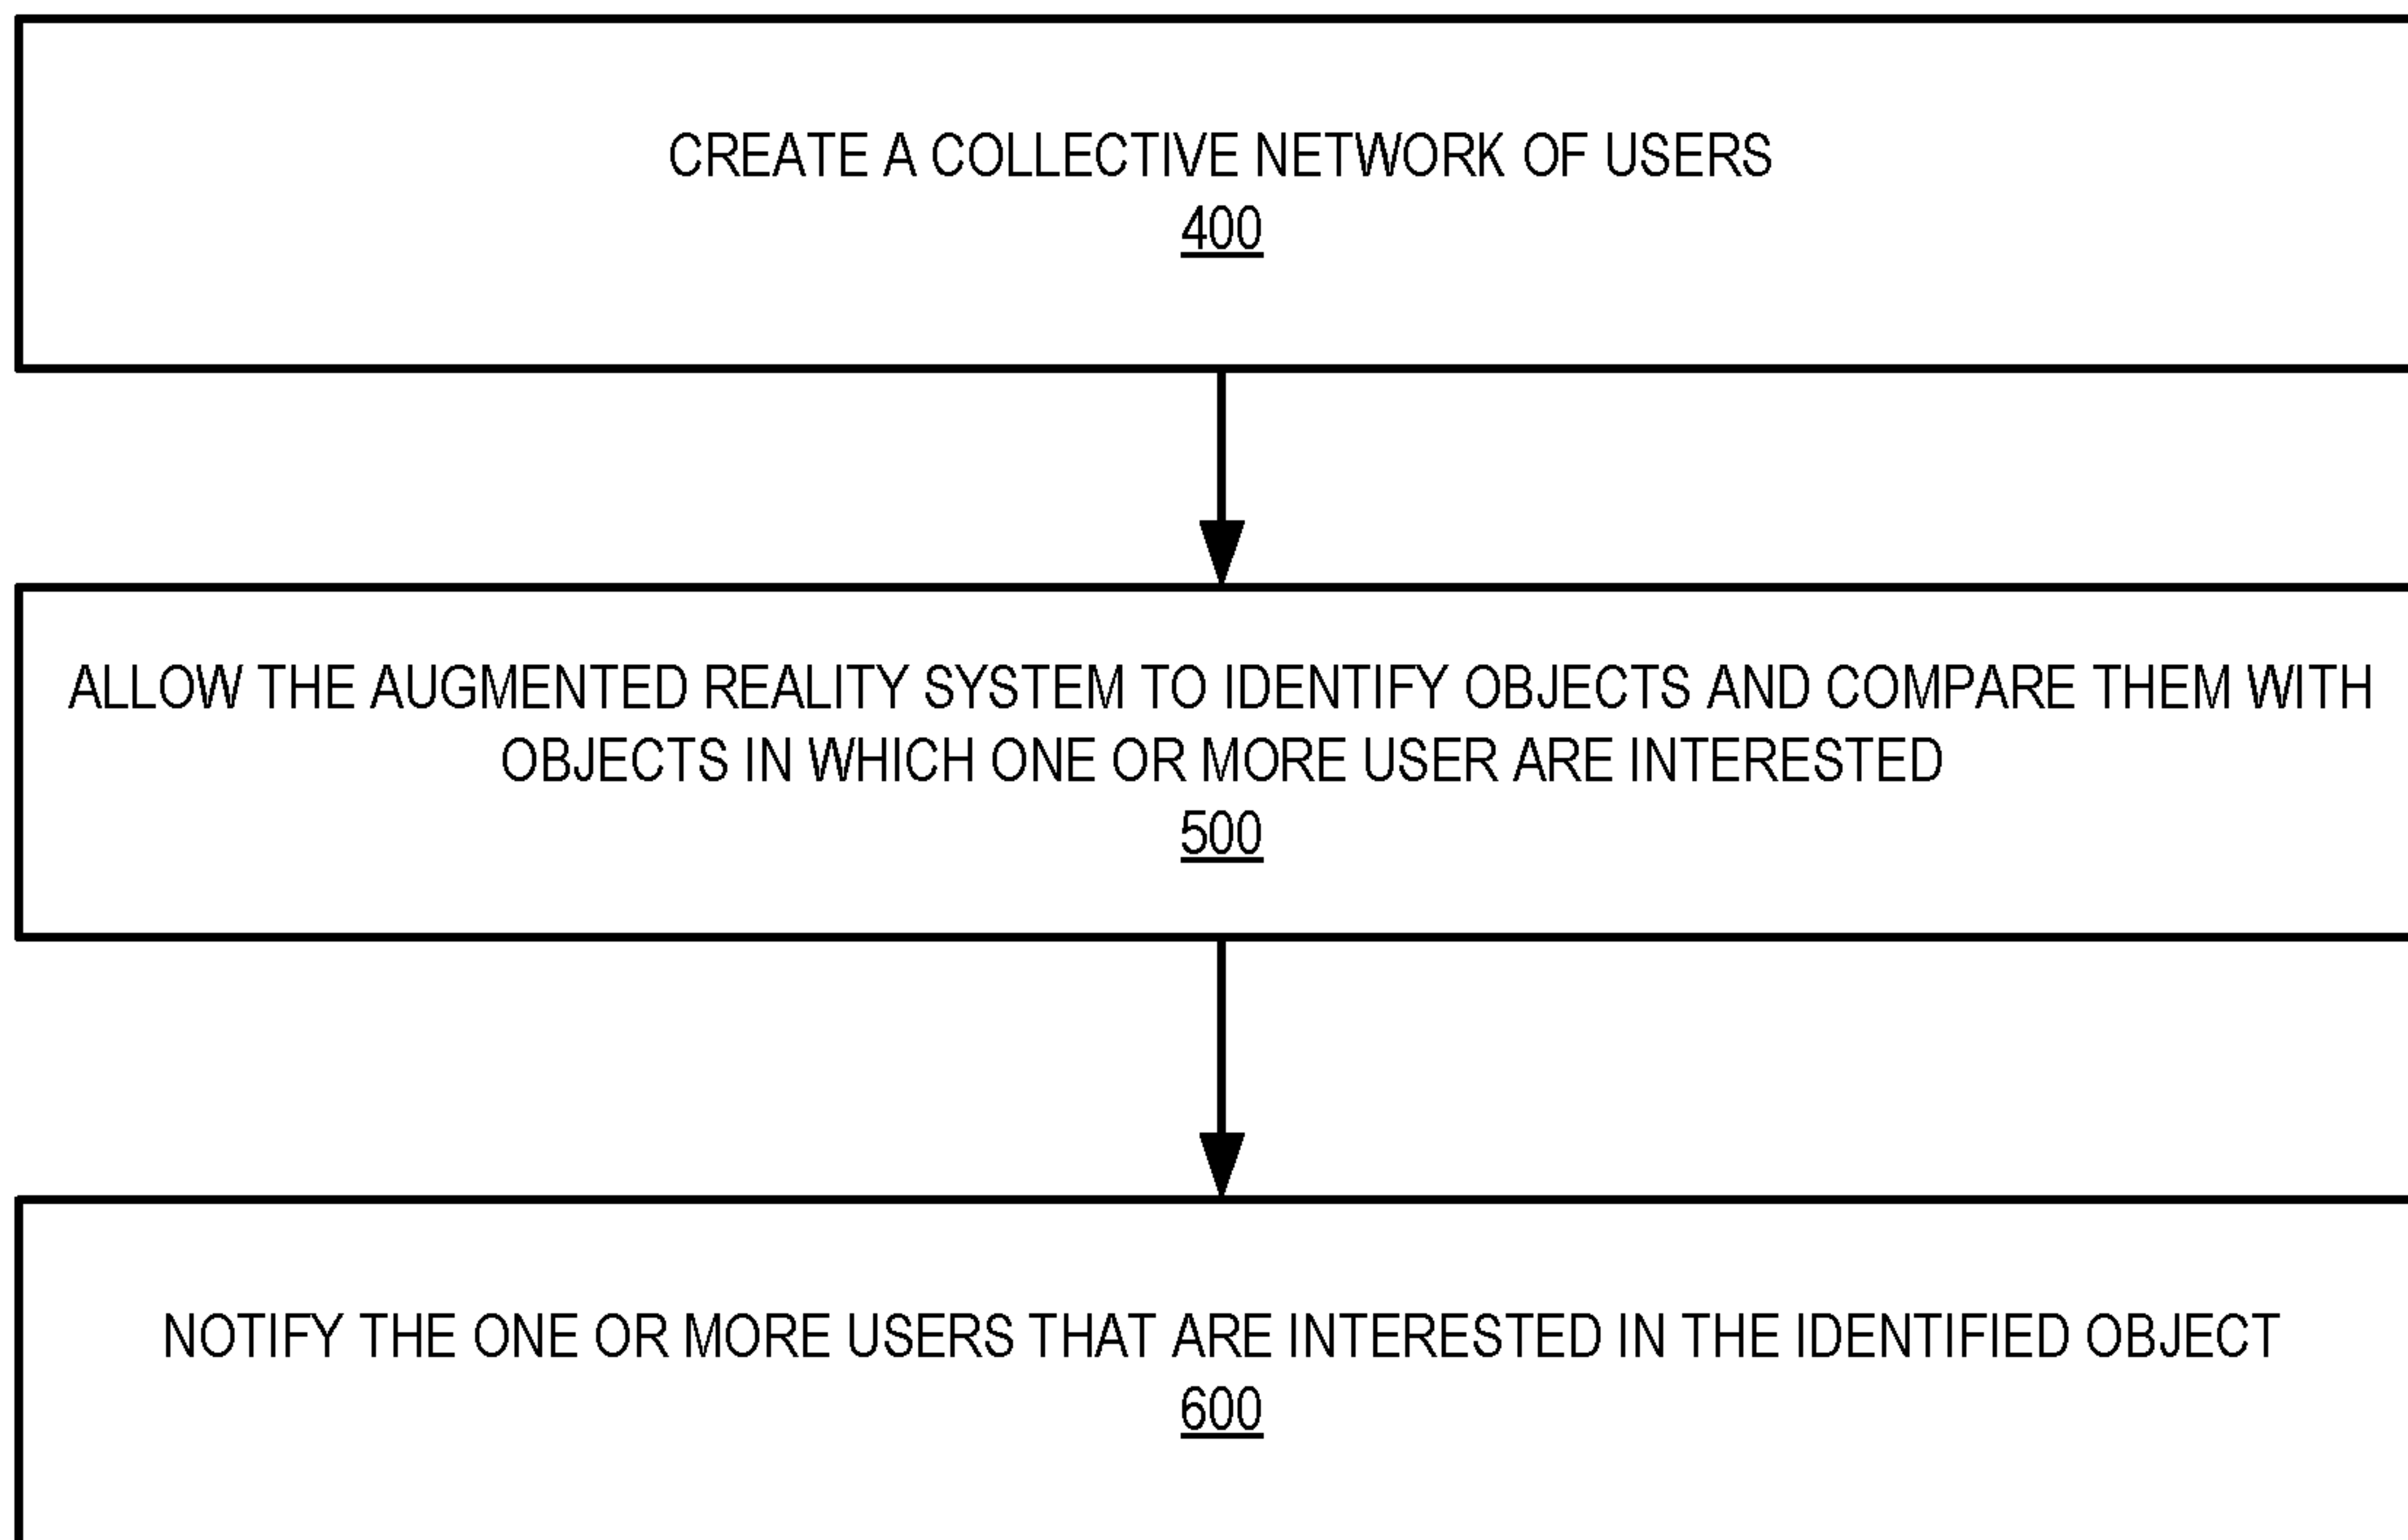 CREATE A COLLECTIVE NETWORK OF USERS
400
ALLOW THE AUGMENTED REALITY SYSTEM TO IDENTIFY OBJECTS AND COMPARE THEM WITH
OBJECTS IN WHICH ONE OR MORE USER ARE INTERESTED
500
NOTIFY THE ONE OR MORE USERS THAT ARE INTERESTED IN THE IDENTIFIED OBJECT
600